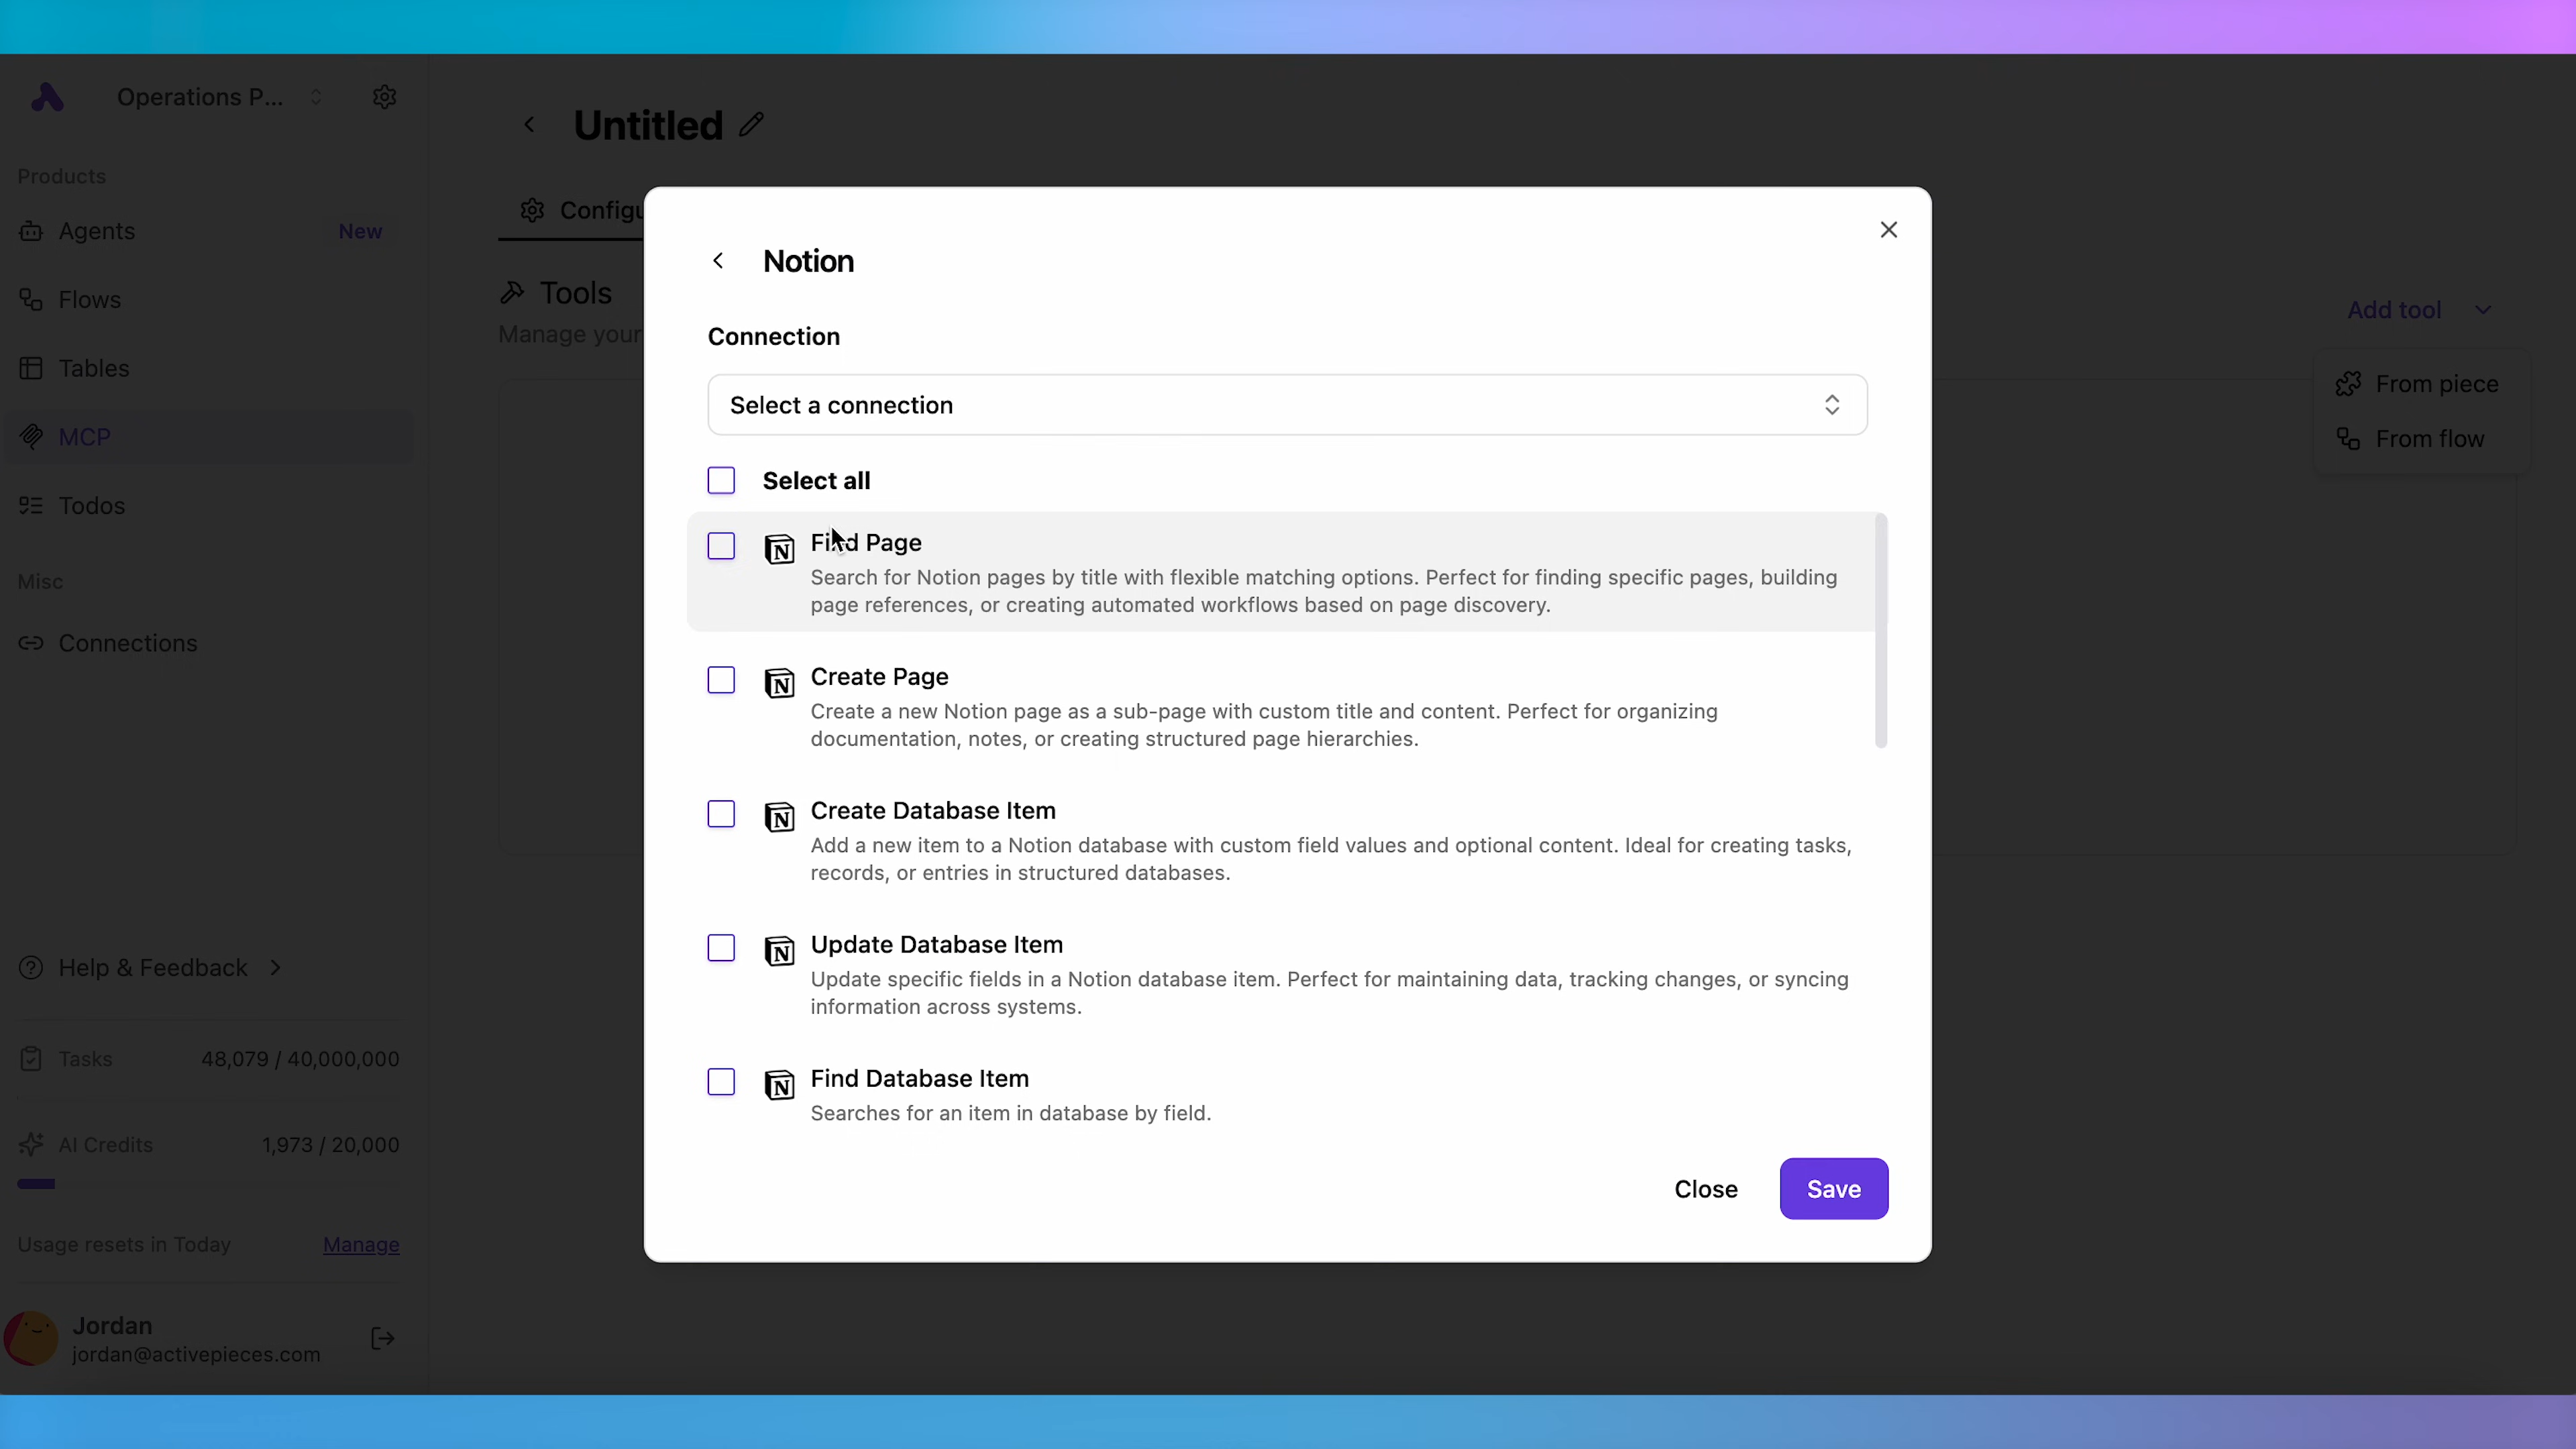 Operations P...
Products
Agents
New
Flows
Tables
MCP
Todos
Misc
Connections
Help & Feedback
Tasks
48,079 / 40,000,000
AI Credits
1,973 / 20,000
Usage resets in Today
Manage
Jordan
jordan@activepieces.com
Untitled
Configu
Tools
Manage your
Add tool
From piece
From flow
Notion
Connection
Select a connection
Select all
Find Page
Search for Notion pages by title with flexible matching options. Perfect for finding specific pages, building
page references, or creating automated workflows based on page discovery.
Create Page
Create a new Notion page as a sub-page with custom title and content. Perfect for organizing
documentation, notes, or creating structured page hierarchies.
Create Database Item
Add a new item to a Notion database with custom field values and optional content. Ideal for creating tasks,
records, or entries in structured databases.
Update Database Item
Update specific fields in a Notion database item. Perfect for maintaining data, tracking changes, or syncing
information across systems.
Find Database Item
Searches for an item in database by field.
Close
Save